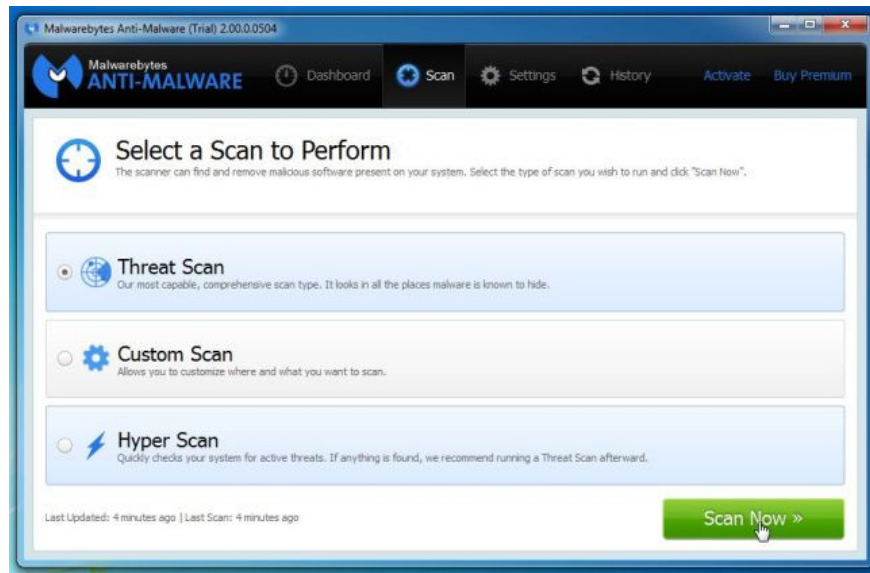 Malwarebytes Anti-Malware (Trial) 2.00.0.0504
Malwarebytes
ANTI-MALWARE
Dashboard
Scan
Settings
History
Activate
Buy Premium
Select a Scan to Perform
The scanner can find and remove malicious software present on your system. Select the type of scan you wish to run and click "Scan Now".
Threat Scan
Our most capable, comprehensive scan type. It looks in all the places malware is known to hide.
Custom Scan
Allows you to customize where and what you want to scan.
Hyper Scan
Quickly checks your system for active threats. If anything is found, we recommend running a Threat Scan afterward.
Last Updated: 4 minutes ago | Last Scan: 4 minutes ago
Scan Now »